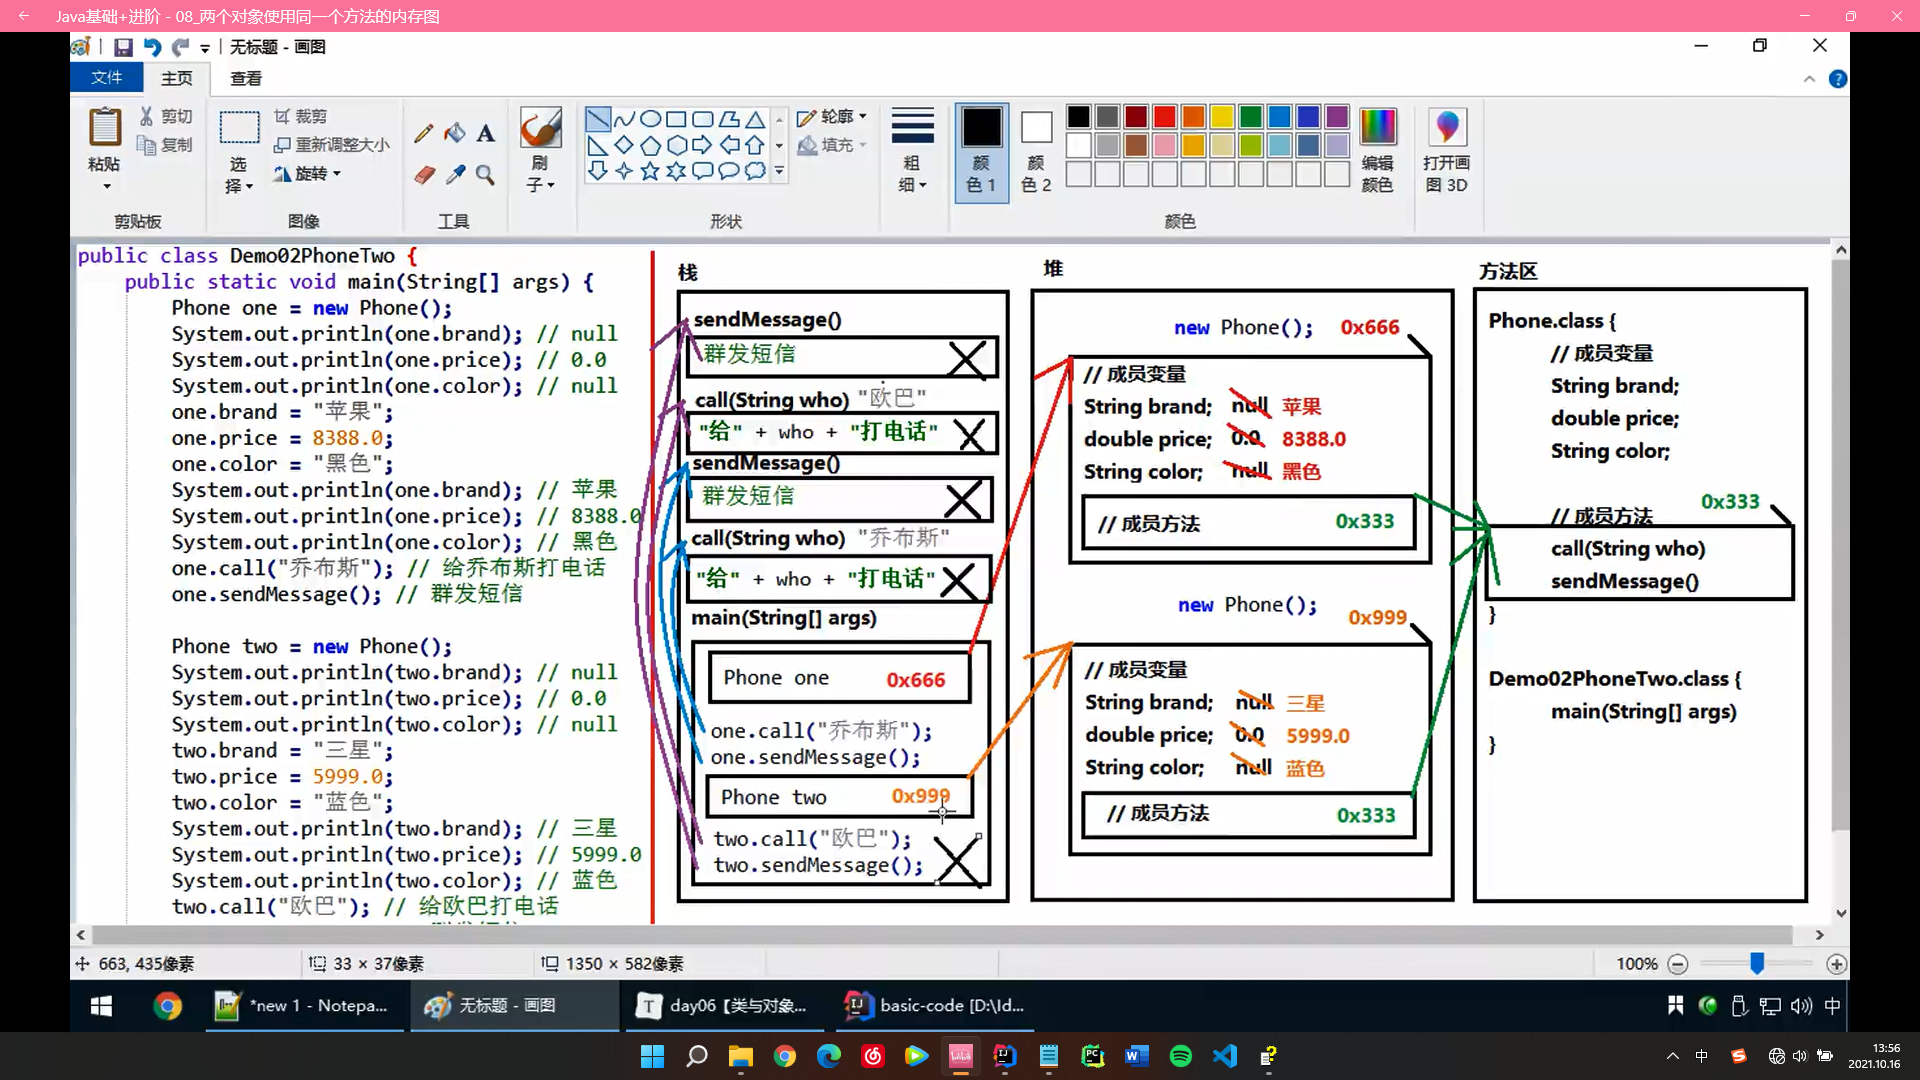 Java基础+进阶 - 08_两个对象使用同一个方法的内存图
无标题 - 画图
文件 主页 查看
粘贴 剪切 复制 剪贴板
选择 裁剪 重新调整大小 旋转 图像
A 工具
刷子
轮廓 填充 形状
粗细
颜色 1 颜色 2 编辑颜色 颜色
打开画图 3D
public class Demo02PhoneTwo {
public static void main(String[] args) {
Phone one = new Phone();
System.out.println(one.brand); // null
System.out.println(one.price); // 0.0
System.out.println(one.color); // null
one.brand = "苹果";
one.price = 8388.0;
one.color = "黑色";
System.out.println(one.brand); // 苹果
System.out.println(one.price); // 8388.0
System.out.println(one.color); // 黑色
one.call("乔布斯"); // 给乔布斯打电话
one.sendMessage(); // 群发短信
Phone two = new Phone();
System.out.println(two.brand); // null
System.out.println(two.price); // 0.0
System.out.println(two.color); // null
two.brand = "三星";
two.price = 5999.0;
two.color = "蓝色";
System.out.println(two.brand); // 三星
System.out.println(two.price); // 5999.0
System.out.println(two.color); // 蓝色
two.call("欧巴"); // 给欧巴打电话
栈
sendMessage()
群发短信
call(String who) "欧巴"
"给" + who + "打电话"
sendMessage()
群发短信
call(String who) "乔布斯"
"给" + who + "打电话"
main(String[] args)
Phone one 0x666
one.call("乔布斯");
one.sendMessage();
Phone two 0x999
two.call("欧巴");
two.sendMessage();
堆
new Phone(); 0x666
// 成员变量
String brand; null 苹果
double price; 0.0 8388.0
String color; null 黑色
// 成员方法 0x333
new Phone(); 0x999
// 成员变量
String brand; null 三星
double price; 0.0 5999.0
String color; null 蓝色
// 成员方法 0x333
方法区
Phone.class {
// 成员变量
String brand;
double price;
String color;
// 成员方法 0x333
call(String who)
sendMessage()
}
Demo02PhoneTwo.class {
main(String[] args)
}
663, 435像素 33 × 37像素 1350 × 582像素 100%
*new 1 - Notepa... 无标题 - 画图 day06【类与对象... basic-code [D:\Id... 中
中 13:56
2021.10.16